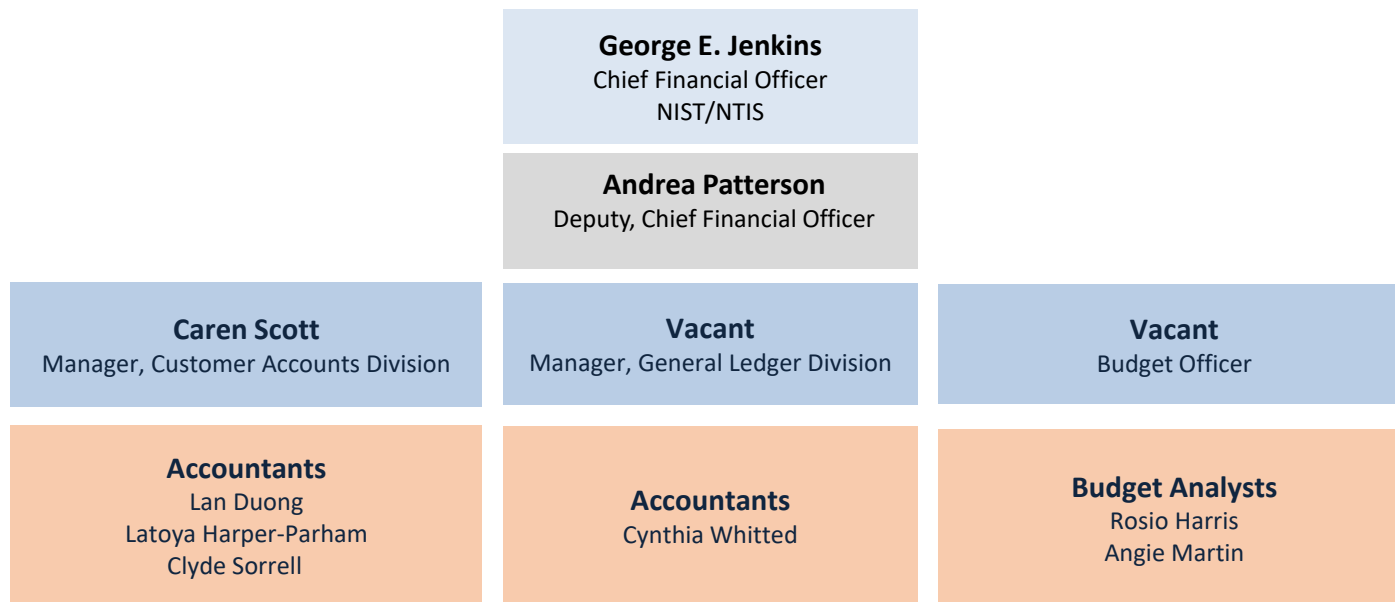 George E. Jenkins
Chief Financial Officer
NIST/NTIS
Andrea Patterson
Deputy, Chief Financial Officer
Caren Scott
Manager, Customer Accounts Division
Vacant
Manager, General Ledger Division
Vacant
Budget Officer
Accountants
Lan Duong
Latoya Harper-Parham
Clyde Sorrell
Accountants
Cynthia Whitted
Budget Analysts
Rosio Harris
Angie Martin